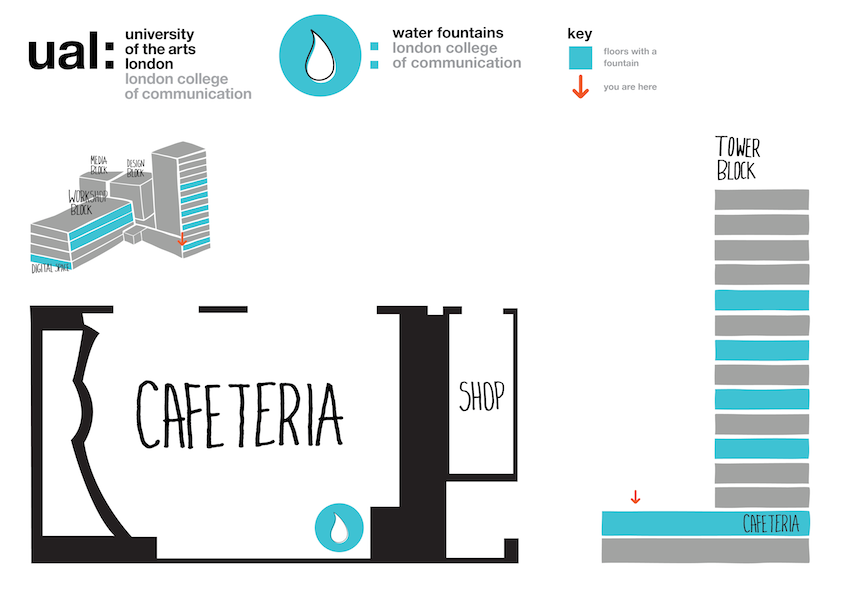 ual:
university
of the arts
london
london college
of communication
water fountains
london college
of communication
key
floors with a
fountain
you are here
MEDIA
BLOCK
DESIGN
BLOCK
WORKSHOP
BLOCK
DIGITAL SPACE
TOWER
BLOCK
CAFETERIA
SHOP
CAFETERIA